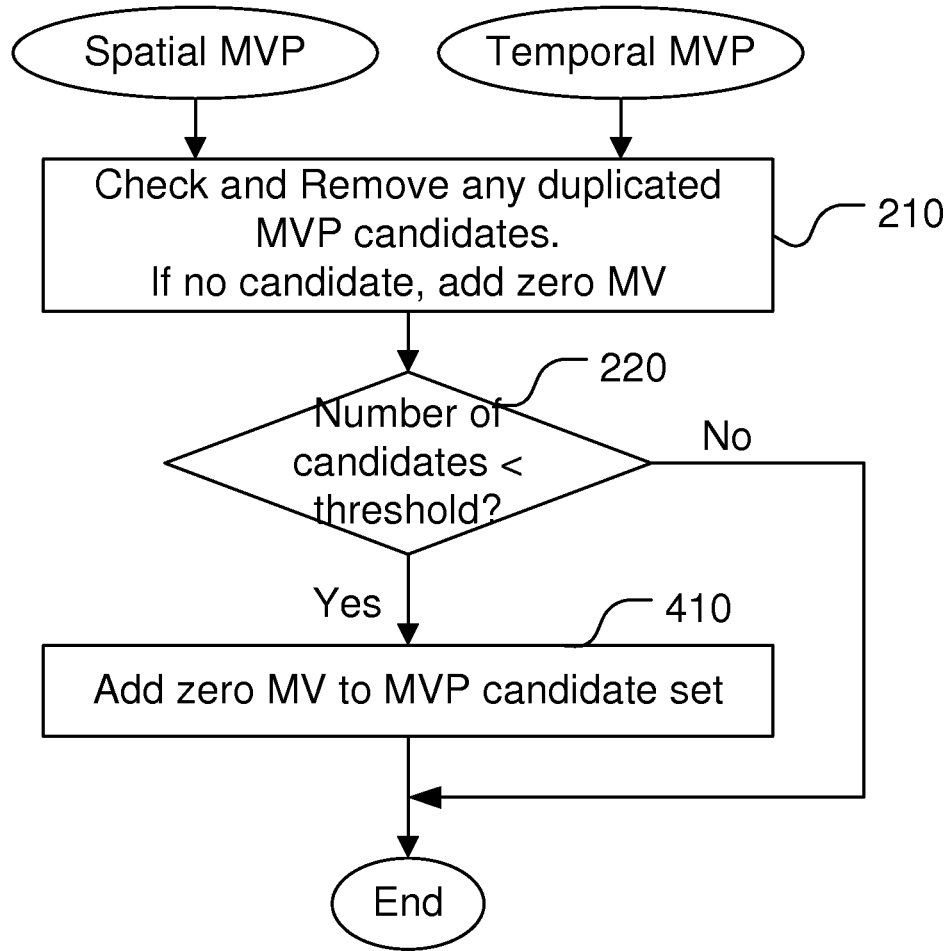 Spatial MVP
Temporal MVP
Check and Remove any duplicated
MVP candidates.
If no candidate, add zero MV
210
220
Number of
candidates <
threshold?
No
Yes
410
Add zero MV to MVP candidate set
End